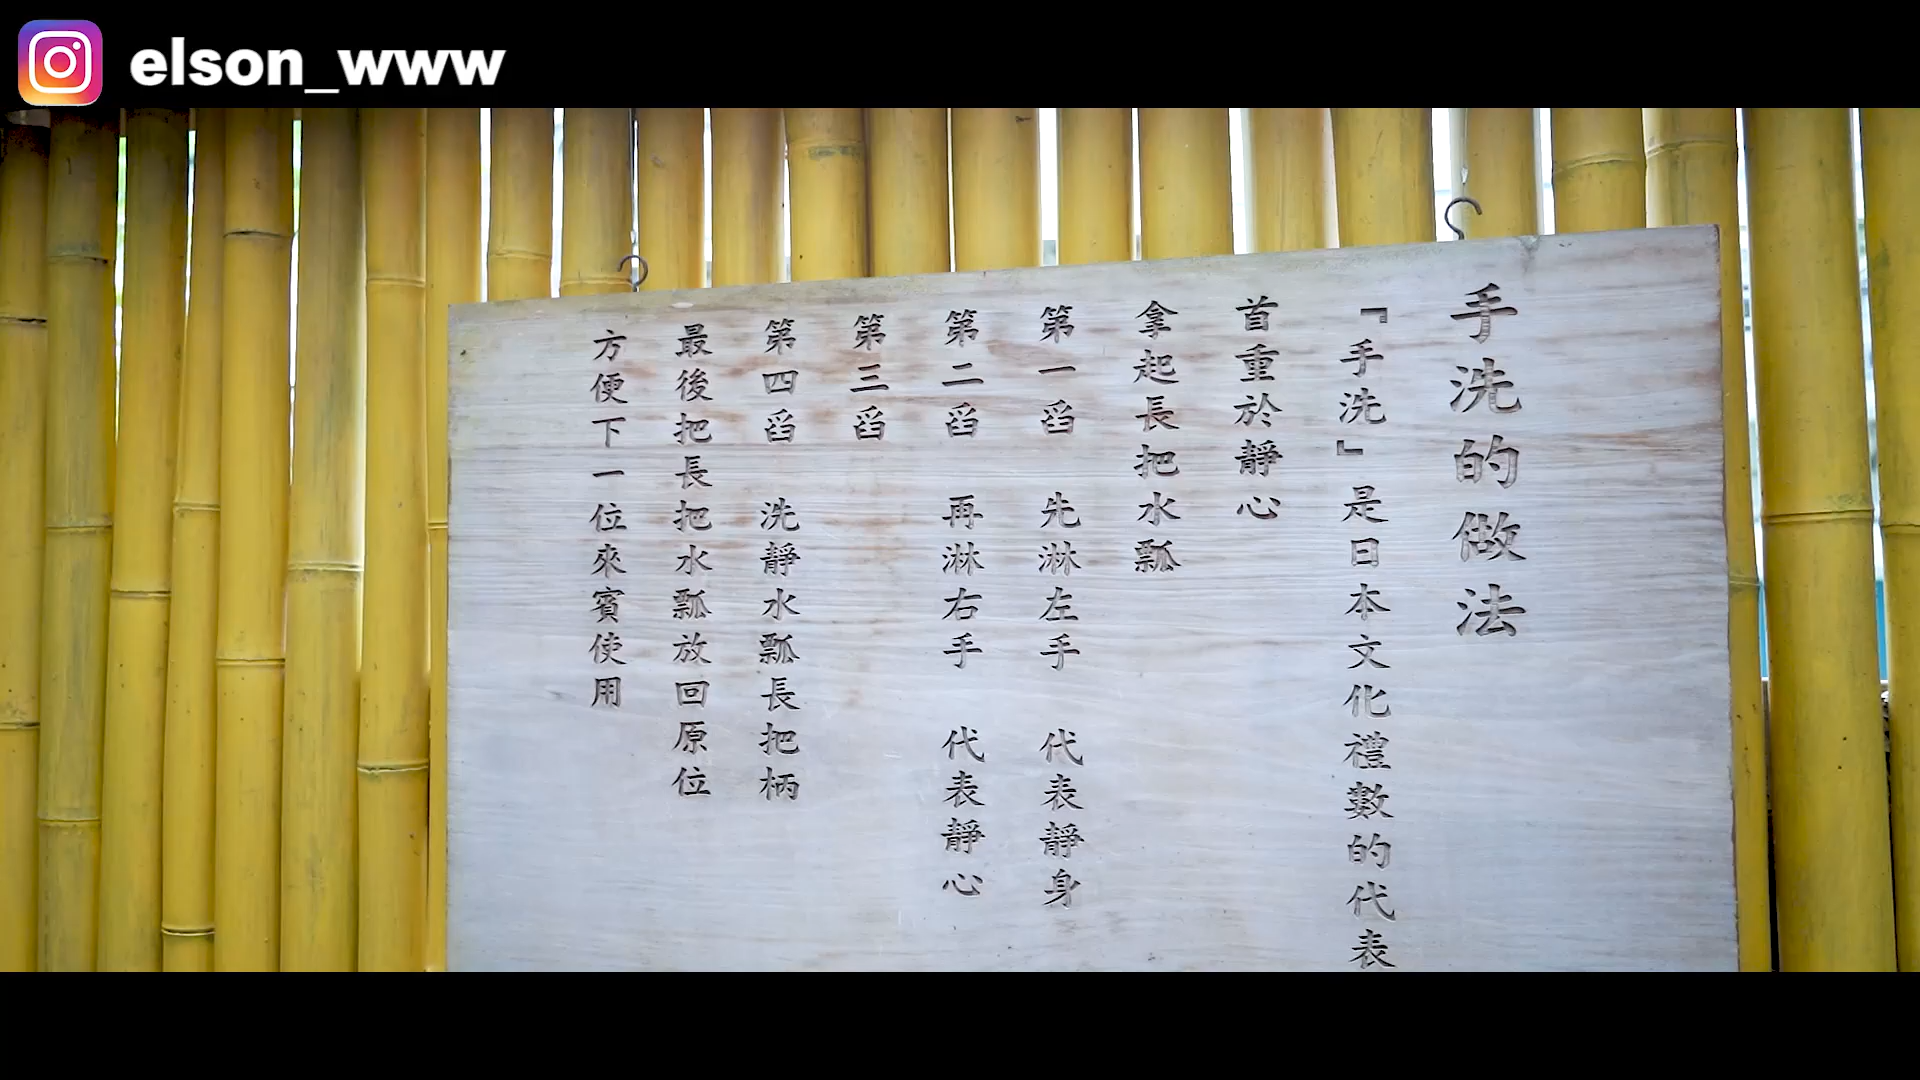 elson_www
手洗的做法
『手洗』是日本文化禮數的代表
首重於靜心
拿起長把水瓢
第一舀 先淋左手 代表靜身
第二舀 再淋右手 代表靜心
第三舀
第四舀 洗靜水瓢長把柄
最後把長把水瓢放回原位
方便下一位來賓使用